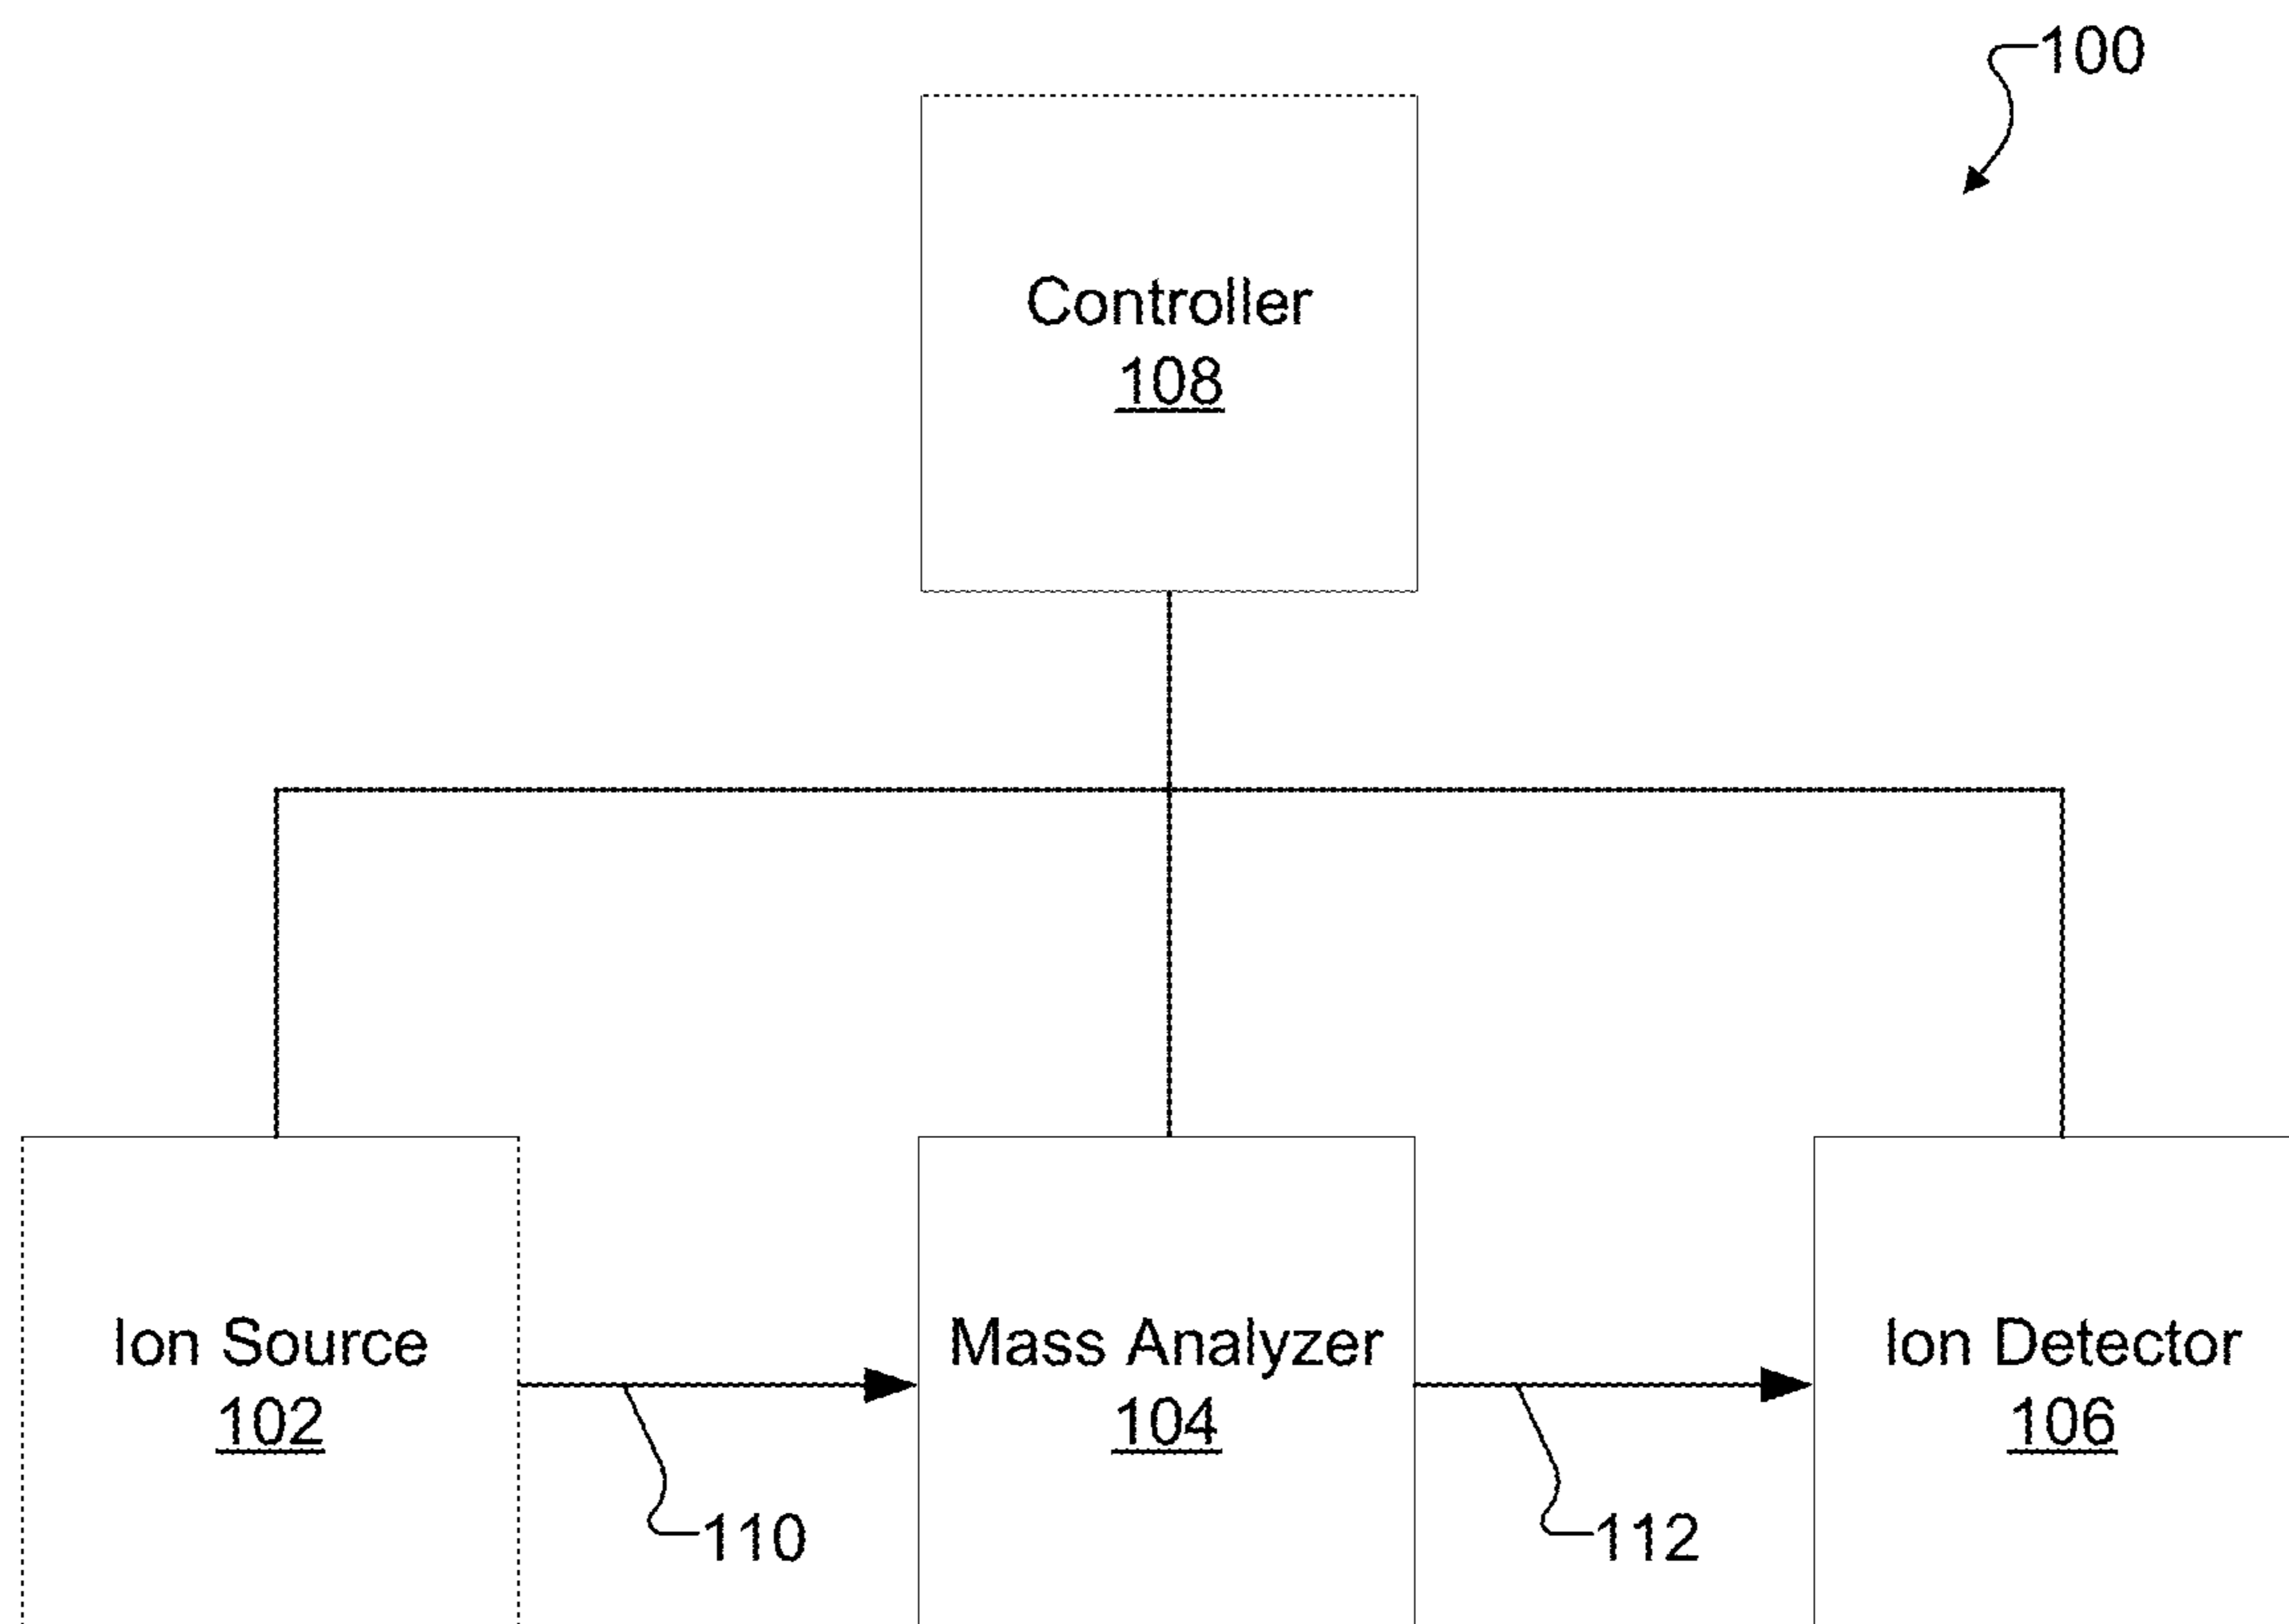 100
Controller
108
Ion Source
102
Mass Analyzer
104
Ion Detector
106
110
112